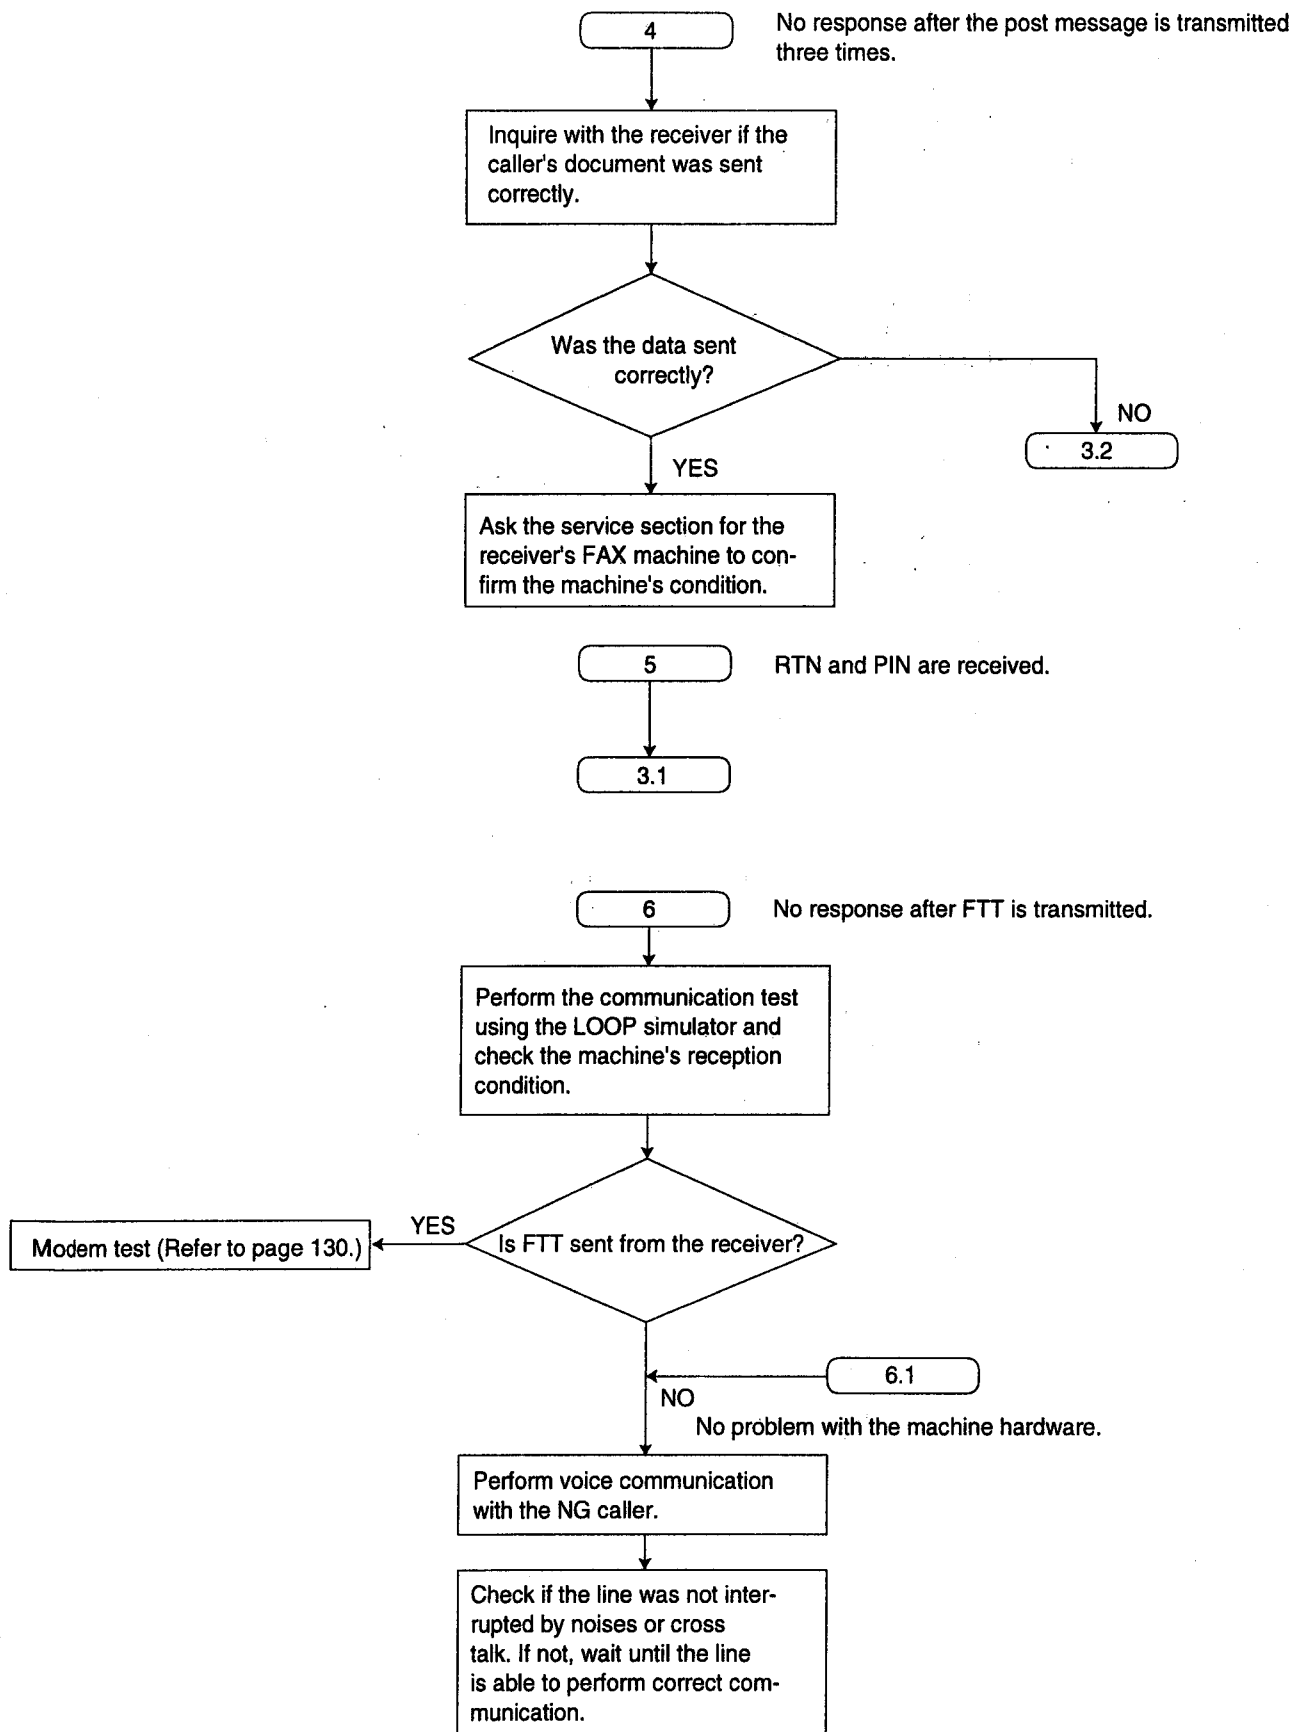 4
No response after the post message is transmitted
three times.
Inquire with the receiver if the
caller's document was sent
correctly.
Was the data sent
correctly?
NO
3.2
YES
Ask the service section for the
receiver's FAX machine to con-
firm the machine's condition.
5
RTN and PIN are received.
3.1
6
No response after FTT is transmitted.
Perform the communication test
using the LOOP simulator and
check the machine's reception
condition.
YES
Modem test (Refer to page 130.)
Is FTT sent from the receiver?
6.1
NO
No problem with the machine hardware.
Perform voice communication
with the NG caller.
Check if the line was not inter-
rupted by noises or cross
talk. If not, wait until the line
is able to perform correct com-
munication.